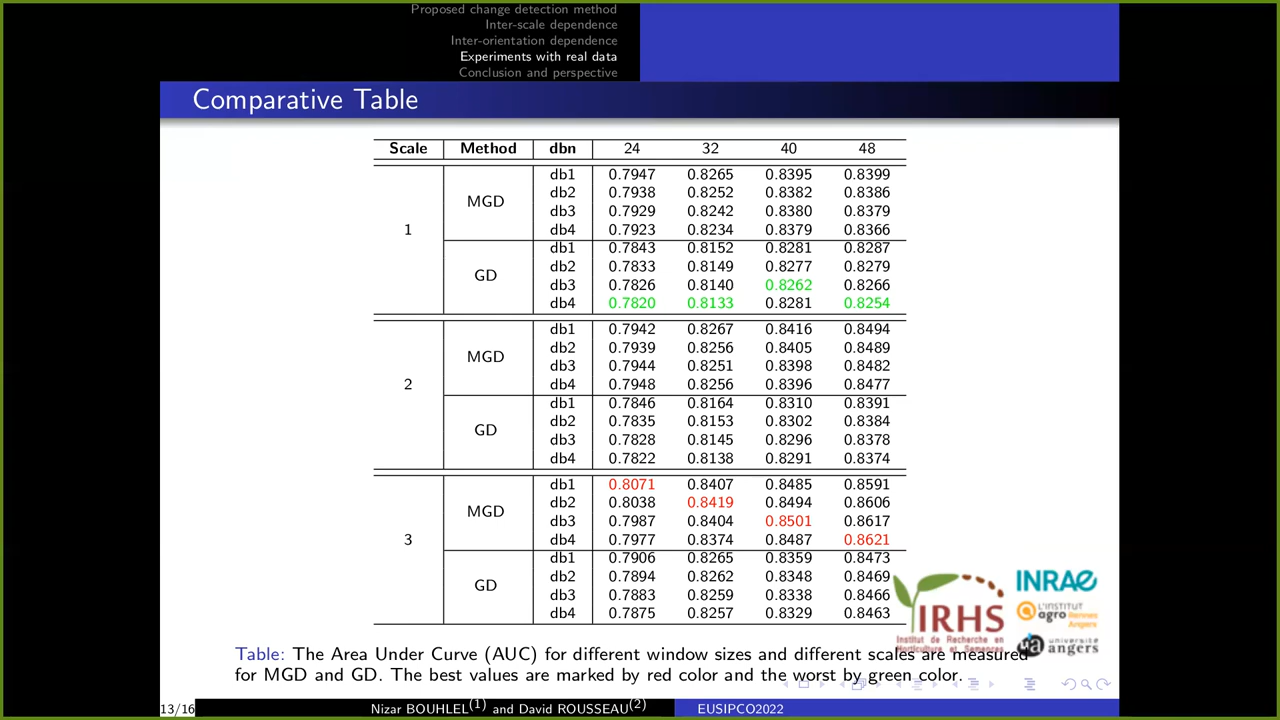 Proposed change detection method
Inter-scale dependence
Inter-orientation dependence
Experiments with real data
Conclusion and perspective
Comparative Table
Scale Method dbn 24 32 40 48
db1 0.7947 0.8265 0.8395 0.8399
db2 0.7938 0.8252 0.8382 0.8386
MGD
db3 0.7929 0.8242 0.8380 0.8379
db4 0.7923 0.8234 0.8379 0.8366
1
db1 0.7843 0.8152 0.8281 0.8287
db2 0.7833 0.8149 0.8277 0.8279
GD
db3 0.7826 0.8140 0.8262 0.8266
db4 0.7820 0.8133 0.8281 0.8254
db1 0.7942 0.8267 0.8416 0.8494
db2 0.7939 0.8256 0.8405 0.8489
MGD
db3 0.7944 0.8251 0.8398 0.8482
db4 0.7948 0.8256 0.8396 0.8477
2
db1 0.7846 0.8164 0.8310 0.8391
db2 0.7835 0.8153 0.8302 0.8384
GD
db3 0.7828 0.8145 0.8296 0.8378
db4 0.7822 0.8138 0.8291 0.8374
db1 0.8071 0.8407 0.8485 0.8591
db2 0.8038 0.8419 0.8494 0.8606
MGD
db3 0.7987 0.8404 0.8501 0.8617
db4 0.7977 0.8374 0.8487 0.8621
3
db1 0.7906 0.8265 0.8359 0.8473
db2 0.7894 0.8262 0.8348 0.8469
GD
db3 0.7883 0.8259 0.8338 0.8466
db4 0.7875 0.8257 0.8329 0.8463
IRHS
Institut de Recherche en
Horticulture et Semences
INRAE
L'INSTITUT
agro Rennes
Angers
ua université
angers
Table: The Area Under Curve (AUC) for different window sizes and different scales are measured
for MGD and GD. The best values are marked by red color and the worst by green color.
13/16 Nizar BOUHLEL(1) and David ROUSSEAU(2) EUSIPCO2022